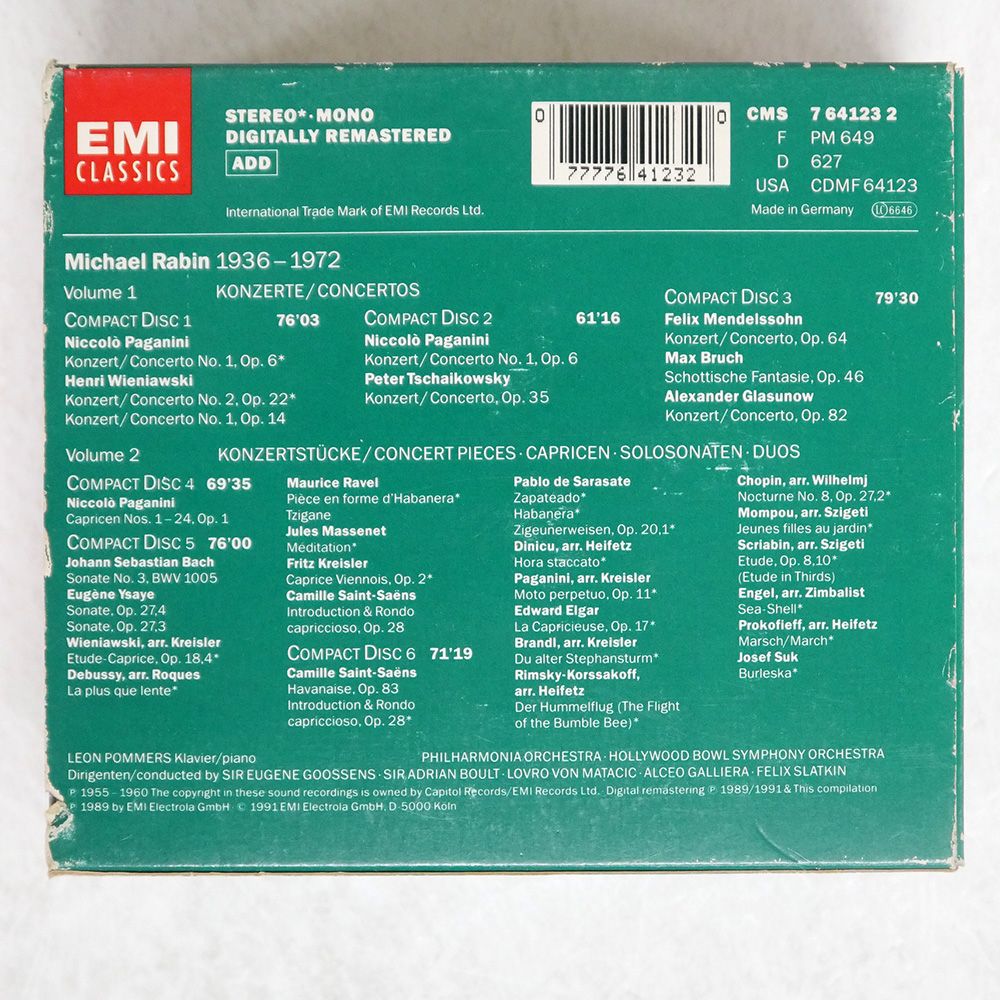 EMI
CLASSICS
STEREO*·MONO
DIGITALLY REMASTERED
ADD
International Trade Mark of EMI Records Ltd.
0 77776 41232 0
CMS 7 64123 2
F PM 649
D 627
USA CDMF 64123
Made in Germany LC 6646
Michael Rabin 1936–1972
Volume 1 KONZERTE/CONCERTOS
COMPACT DISC 1 76'03
Niccolò Paganini
Konzert/Concerto No. 1, Op. 6*
Henri Wieniawski
Konzert/Concerto No. 2, Op. 22*
Konzert/Concerto No. 1, Op. 14
COMPACT DISC 2 61'16
Niccolò Paganini
Konzert/Concerto No. 1, Op. 6
Peter Tschaikowsky
Konzert/Concerto, Op. 35
COMPACT DISC 3 79'30
Felix Mendelssohn
Konzert/Concerto, Op. 64
Max Bruch
Schottische Fantasie, Op. 46
Alexander Glasunow
Konzert/Concerto, Op. 82
Volume 2 KONZERTSTÜCKE/CONCERT PIECES·CAPRICEN·SOLOSONATEN·DUOS
COMPACT DISC 4 69'35
Niccolò Paganini
Capricen Nos. 1–24, Op. 1
COMPACT DISC 5 76'00
Johann Sebastian Bach
Sonate No. 3, BWV 1005
Eugène Ysaye
Sonate, Op. 27,4
Sonate, Op. 27,3
Wieniawski, arr. Kreisler
Etude-Caprice, Op. 18,4*
Debussy, arr. Roques
La plus que lente*
Maurice Ravel
Pièce en forme d'Habanera*
Tzigane
Jules Massenet
Méditation*
Fritz Kreisler
Caprice Viennois, Op. 2*
Camille Saint-Saëns
Introduction & Rondo
capriccioso, Op. 28
COMPACT DISC 6 71'19
Camille Saint-Saëns
Havanaise, Op. 83
Introduction & Rondo
capriccioso, Op. 28*
Pablo de Sarasate
Zapateado*
Habanera*
Zigeunerweisen, Op. 20,1*
Dinicu, arr. Heifetz
Hora staccato*
Paganini, arr. Kreisler
Moto perpetuo, Op. 11*
Edward Elgar
La Capricieuse, Op. 17*
Brandl, arr. Kreisler
Du alter Stephansturm*
Rimsky-Korssakoff,
arr. Heifetz
Der Hummelflug (The Flight
of the Bumble Bee)*
Chopin, arr. Wilhelmj
Nocturne No. 8, Op. 27,2*
Mompou, arr. Szigeti
Jeunes filles au jardin*
Scriabin, arr. Szigeti
Etude, Op. 8,10*
(Etude in Thirds)
Engel, arr. Zimbalist
Sea-Shell*
Prokofieff, arr. Heifetz
Marsch/March*
Josef Suk
Burleska*
LEON POMMERS Klavier/piano PHILHARMONIA ORCHESTRA·HOLLYWOOD BOWL SYMPHONY ORCHESTRA
Dirigenten/conducted by SIR EUGENE GOOSSENS·SIR ADRIAN BOULT·LOVRO VON MATACIC·ALCEO GALLIERA·FELIX SLATKIN
℗ 1955–1960 The copyright in these sound recordings is owned by Capitol Records/EMI Records Ltd.·Digital remastering ℗ 1989/1991 & This compilation
℗ 1989 by EMI Electrola GmbH·© 1991 EMI Electrola GmbH, D-5000 Köln